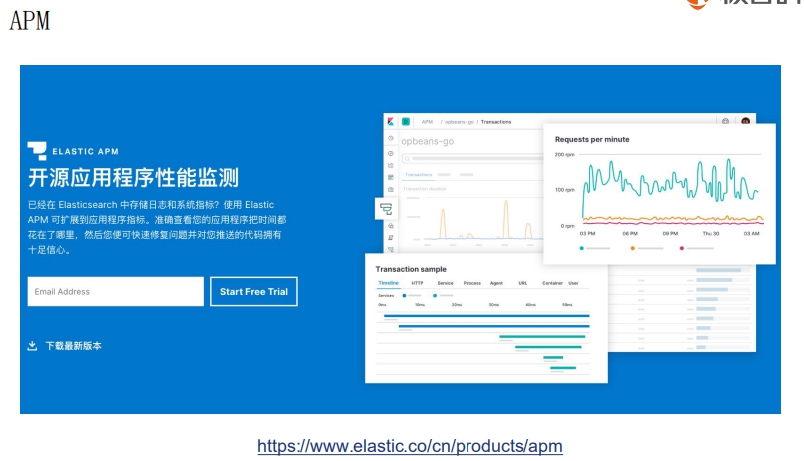 APM
ELASTIC APM
开源应用程序性能监测
已经在 Elasticsearch 中存储日志和系统指标？使用 Elastic
APM 可扩展到应用程序指标。准确查看您的应用程序把时间都
花在了哪里，然后您便可快速修复问题并对您推送的代码拥有
十足信心。
Email Address
Start Free Trial
下载最新版本
APM / opbeans-go / Transactions
opbeans-go
Transactions
Transaction duration
Requests per minute
200 rpm
100 rpm
0 rpm
03 PM 06 PM 09 PM Thu 30 03 AM
Transaction sample
Timeline HTTP Service Process Agent URL Container User
Services
0ms 10ms 20ms 30ms 40ms 50ms
https://www.elastic.co/cn/products/apm